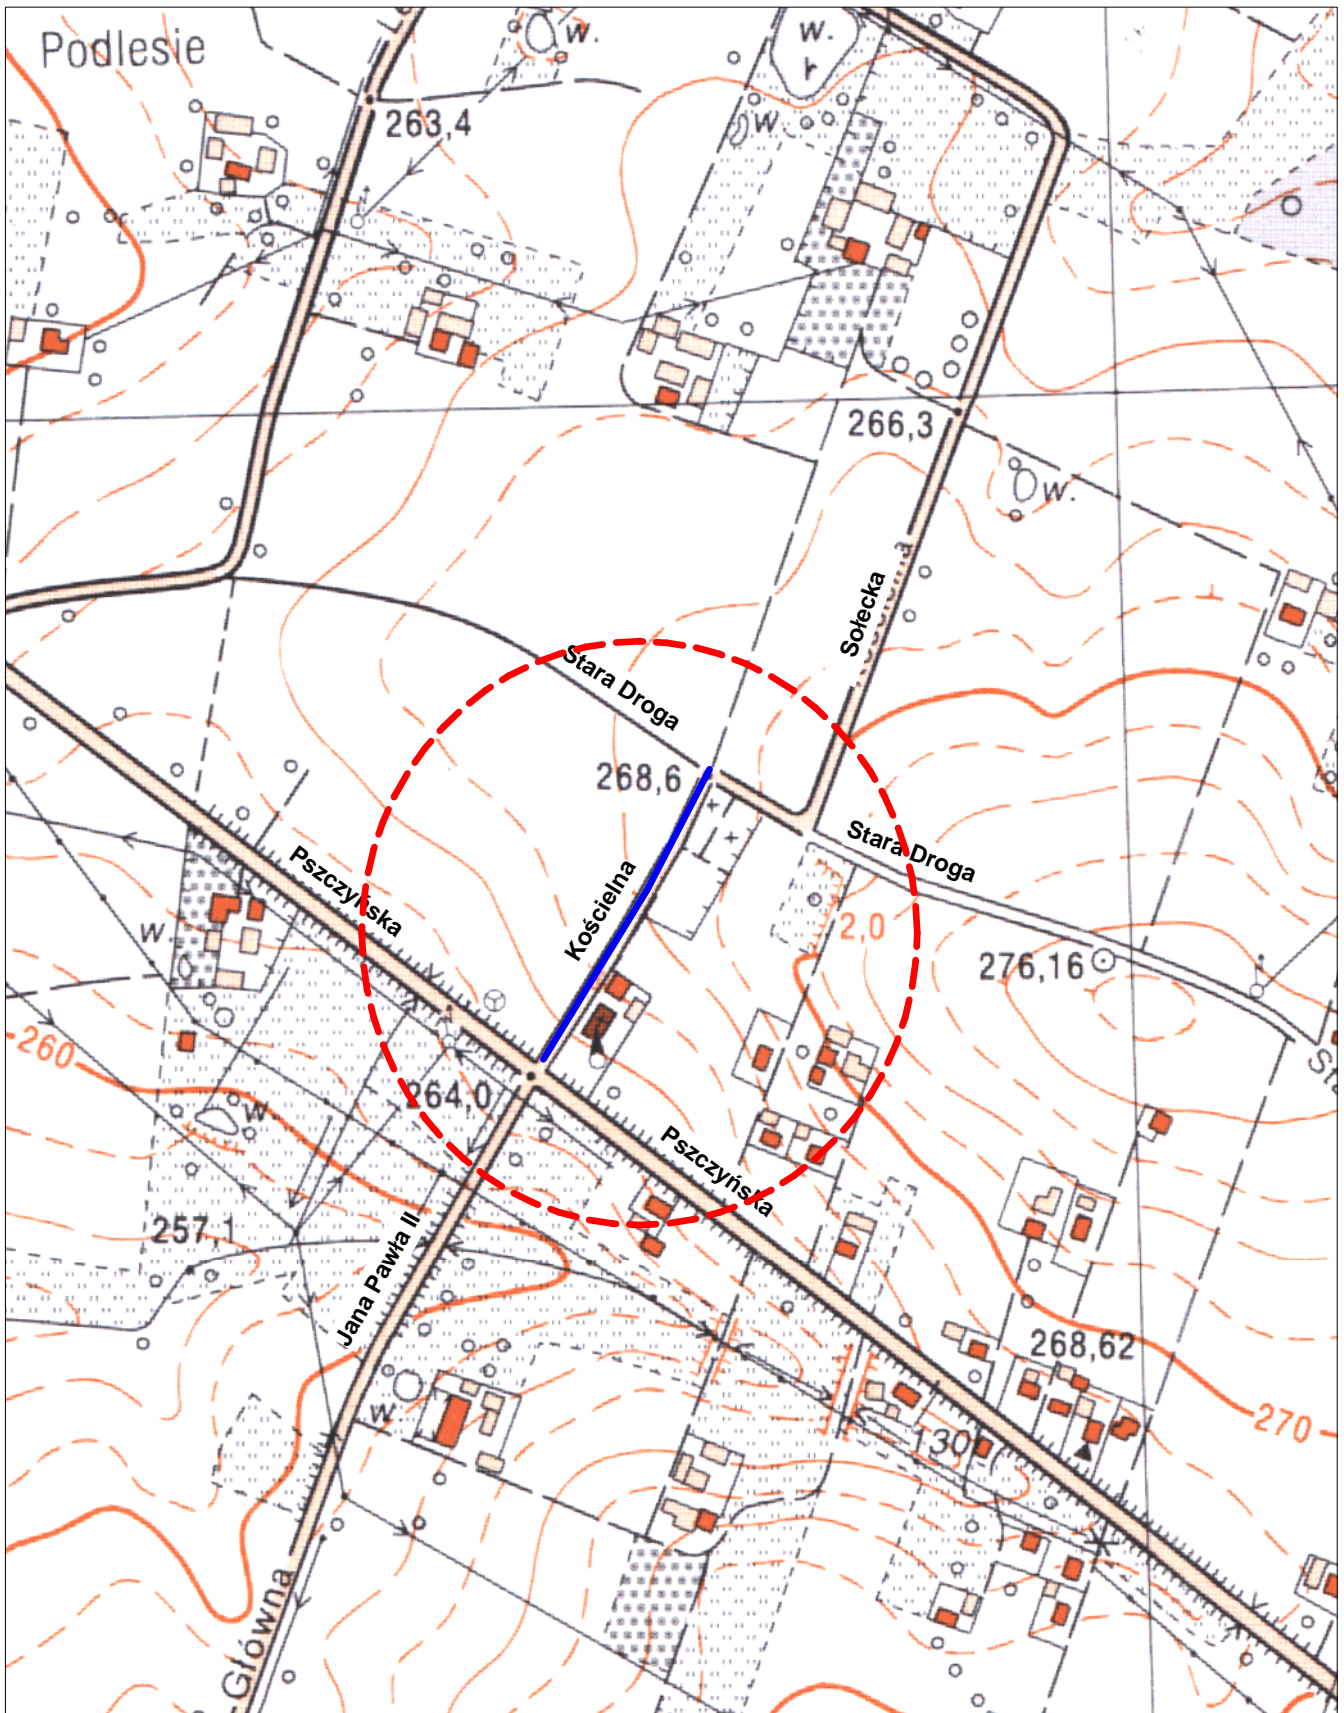 Podlesie
w.
w.
r
263,4
w.
266,3
w.
Sołecka
Stara Droga
268,6
Stara Droga
Pszczyńska
Kościelna
2,0
w.
276,16
260
264,0
w.
Pszczyńska
257,1
Jana Pawła II
268,62
w
130
270
Główna